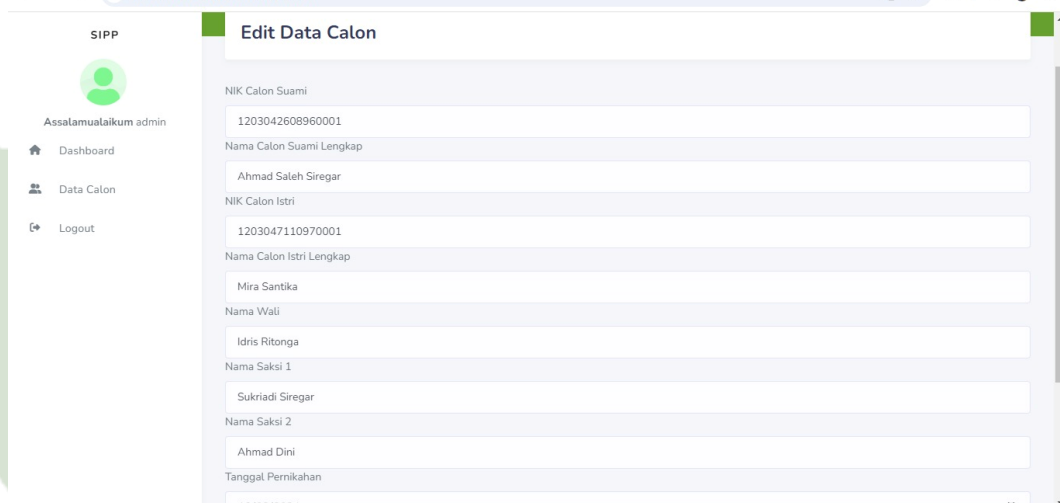 SIPP
Assalamualaikum admin
Dashboard
Data Calon
Logout
Edit Data Calon
NIK Calon Suami
1203042608960001
Nama Calon Suami Lengkap
Ahmad Saleh Siregar
NIK Calon Istri
1203047110970001
Nama Calon Istri Lengkap
Mira Santika
Nama Wali
Idris Ritonga
Nama Saksi 1
Sukriadi Siregar
Nama Saksi 2
Ahmad Dini
Tanggal Pernikahan